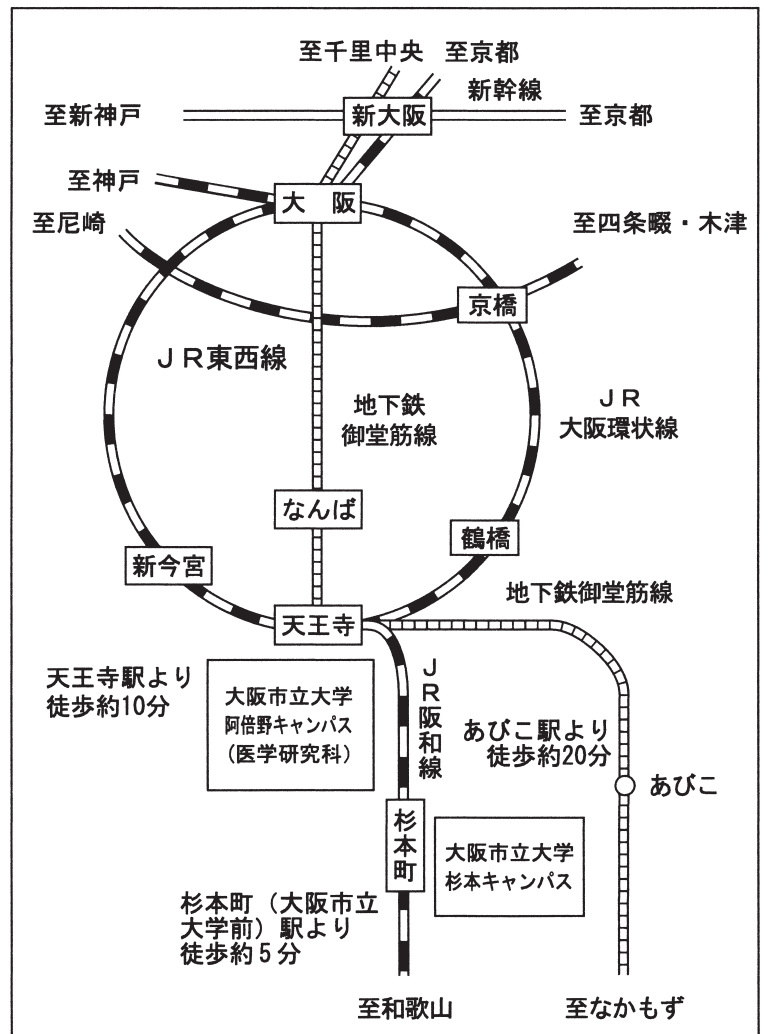 至千里中央
至京都
新幹線
至新神戸
新大阪
至京都
至神戸
大　阪
至尼崎
至四条畷・木津
京橋
ＪＲ東西線
地下鉄
御堂筋線
ＪＲ
大阪環状線
なんば
鶴橋
新今宮
地下鉄御堂筋線
天王寺
天王寺駅より
徒歩約10分
大阪市立大学
阿倍野キャンパス
（医学研究科）
ＪＲ阪和線
あびこ駅より
徒歩約20分
あびこ
杉本町
大阪市立大学
杉本キャンパス
杉本町（大阪市立
大学前）駅より
徒歩約５分
至和歌山
至なかもず